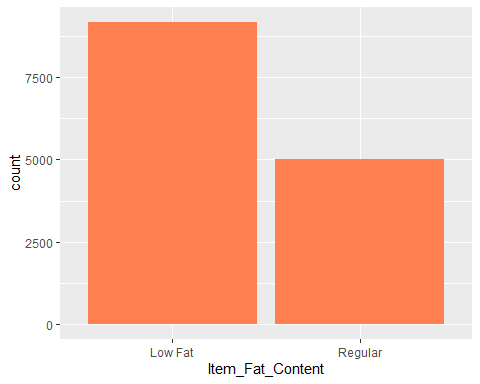 7500
5000
2500
0
count
Low Fat
Regular
Item_Fat_Content